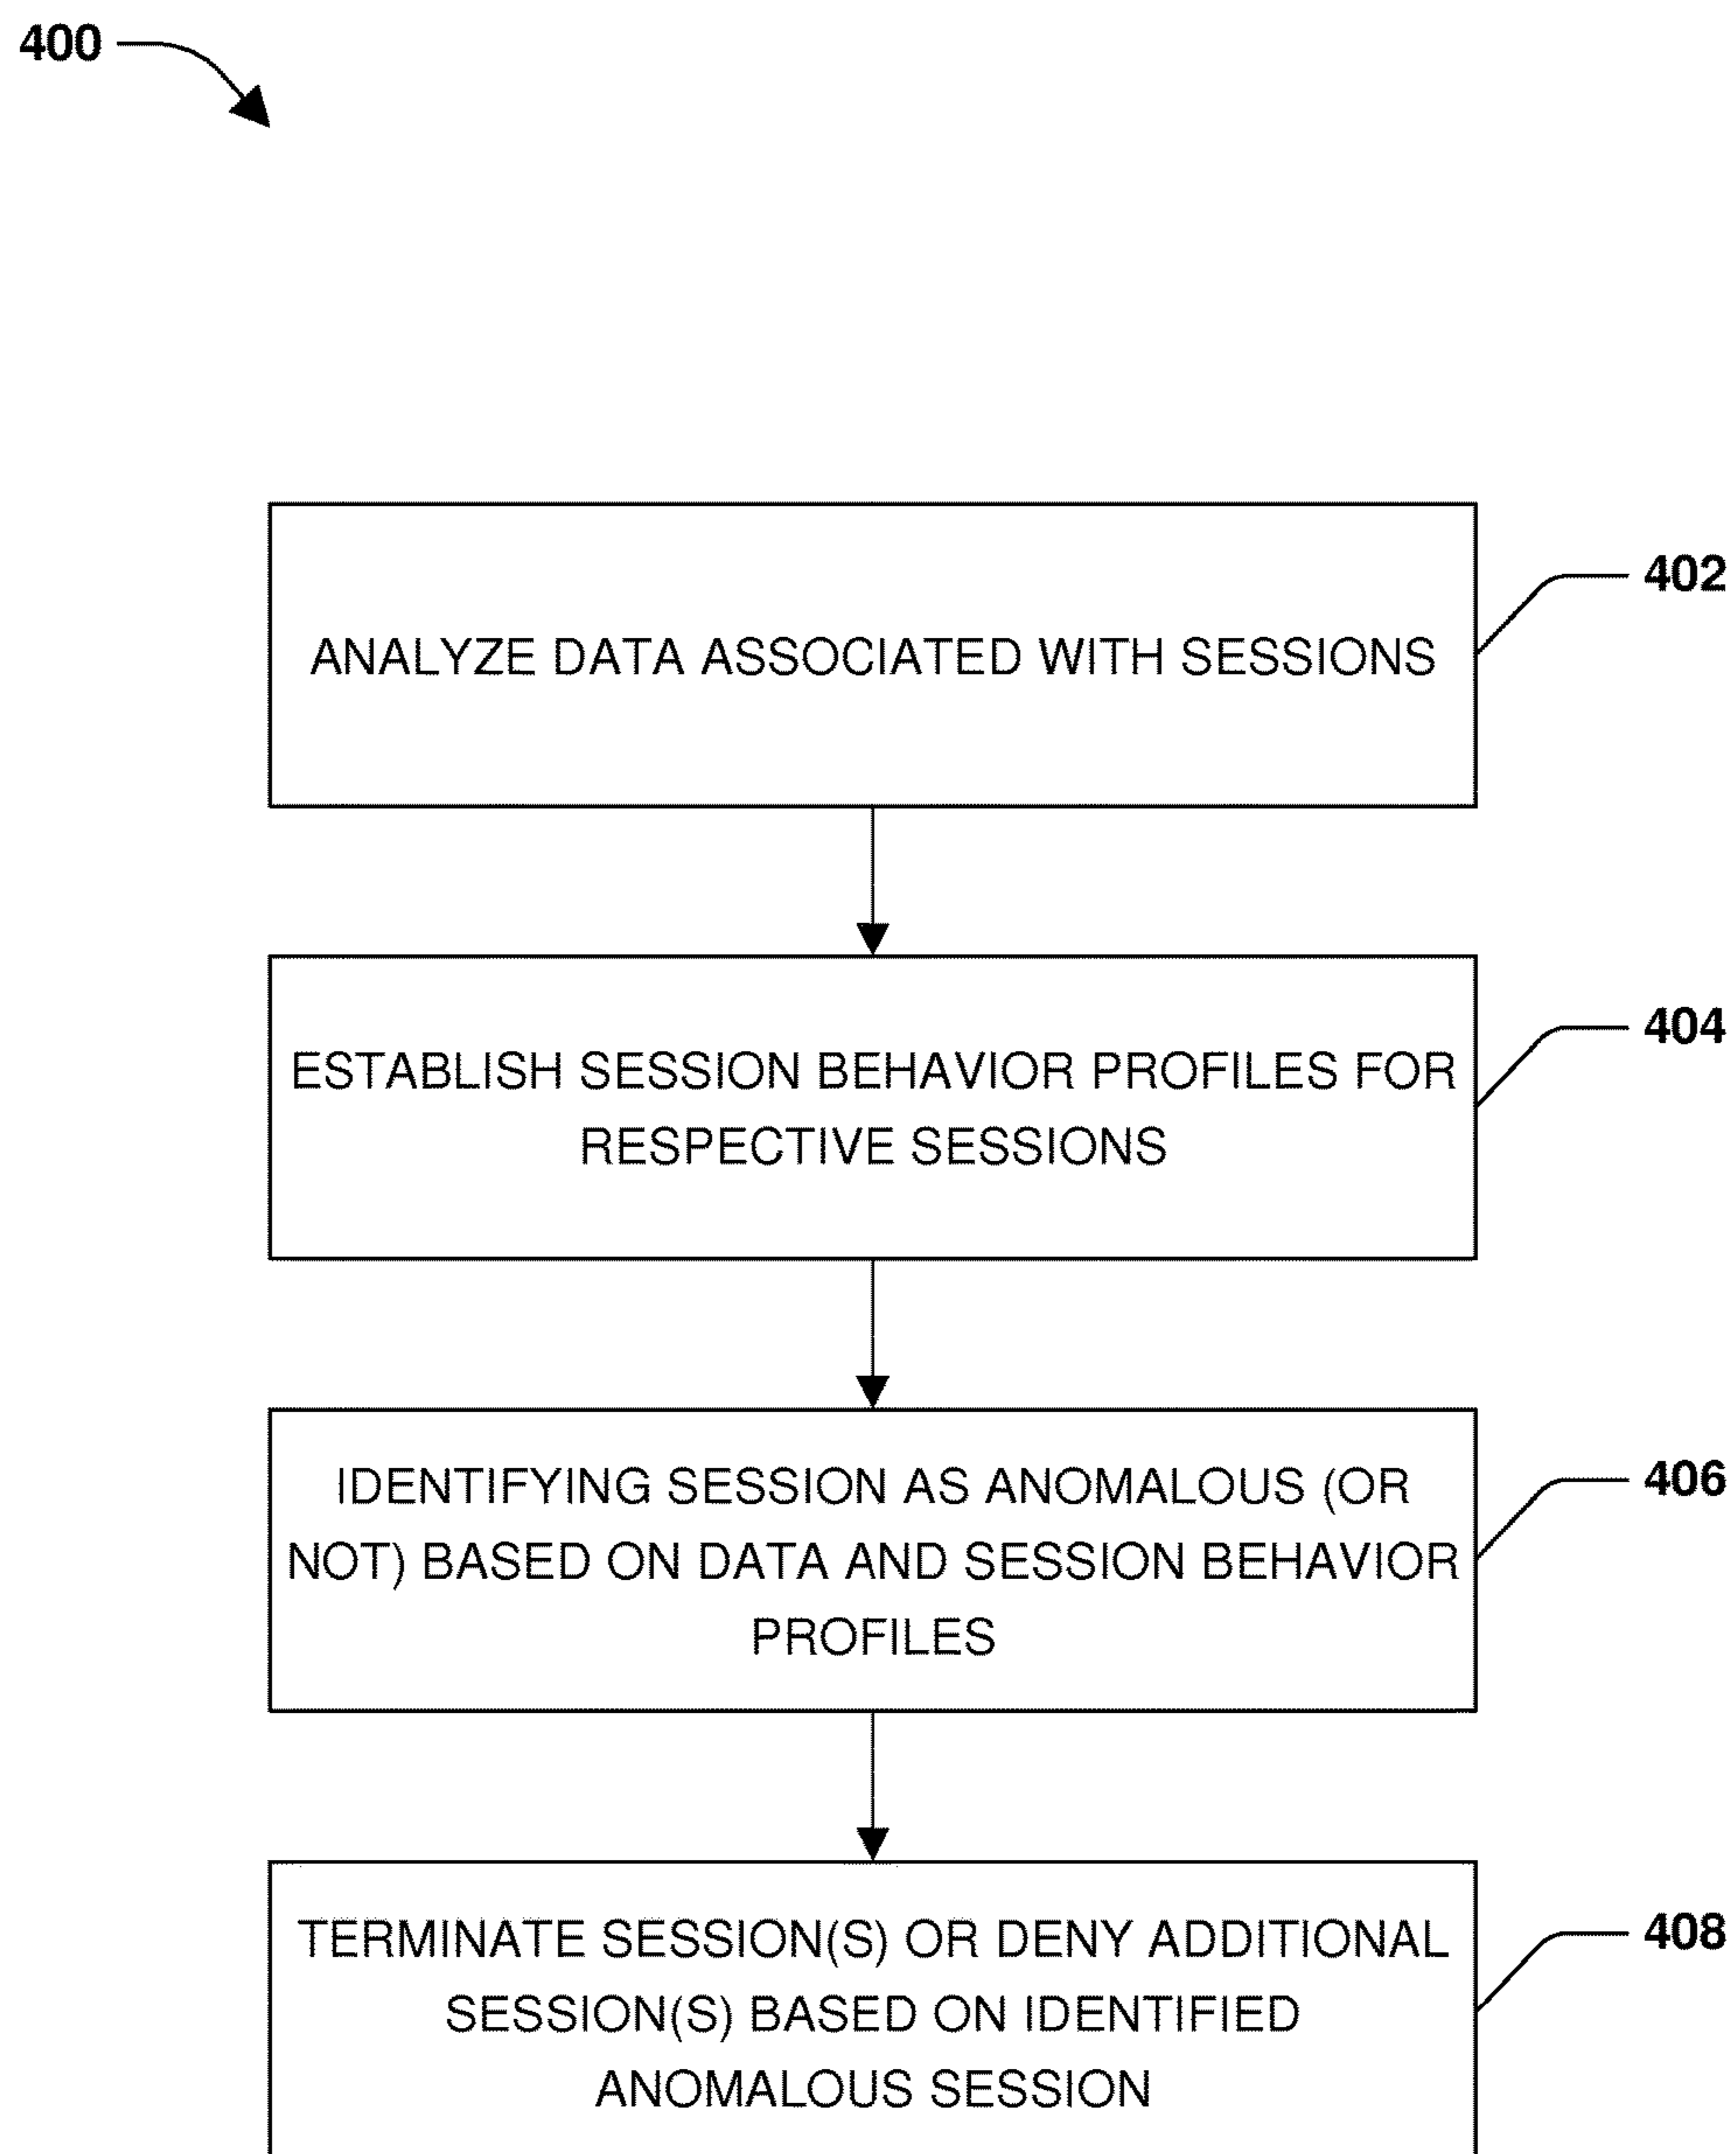 400
402
ANALYZE DATA ASSOCIATED WITH SESSIONS
404
ESTABLISH SESSION BEHAVIOR PROFILES FOR
RESPECTIVE SESSIONS
406
IDENTIFYING SESSION AS ANOMALOUS (OR
NOT) BASED ON DATA AND SESSION BEHAVIOR
PROFILES
408
TERMINATE SESSION(S) OR DENY ADDITIONAL
SESSION(S) BASED ON IDENTIFIED
ANOMALOUS SESSION